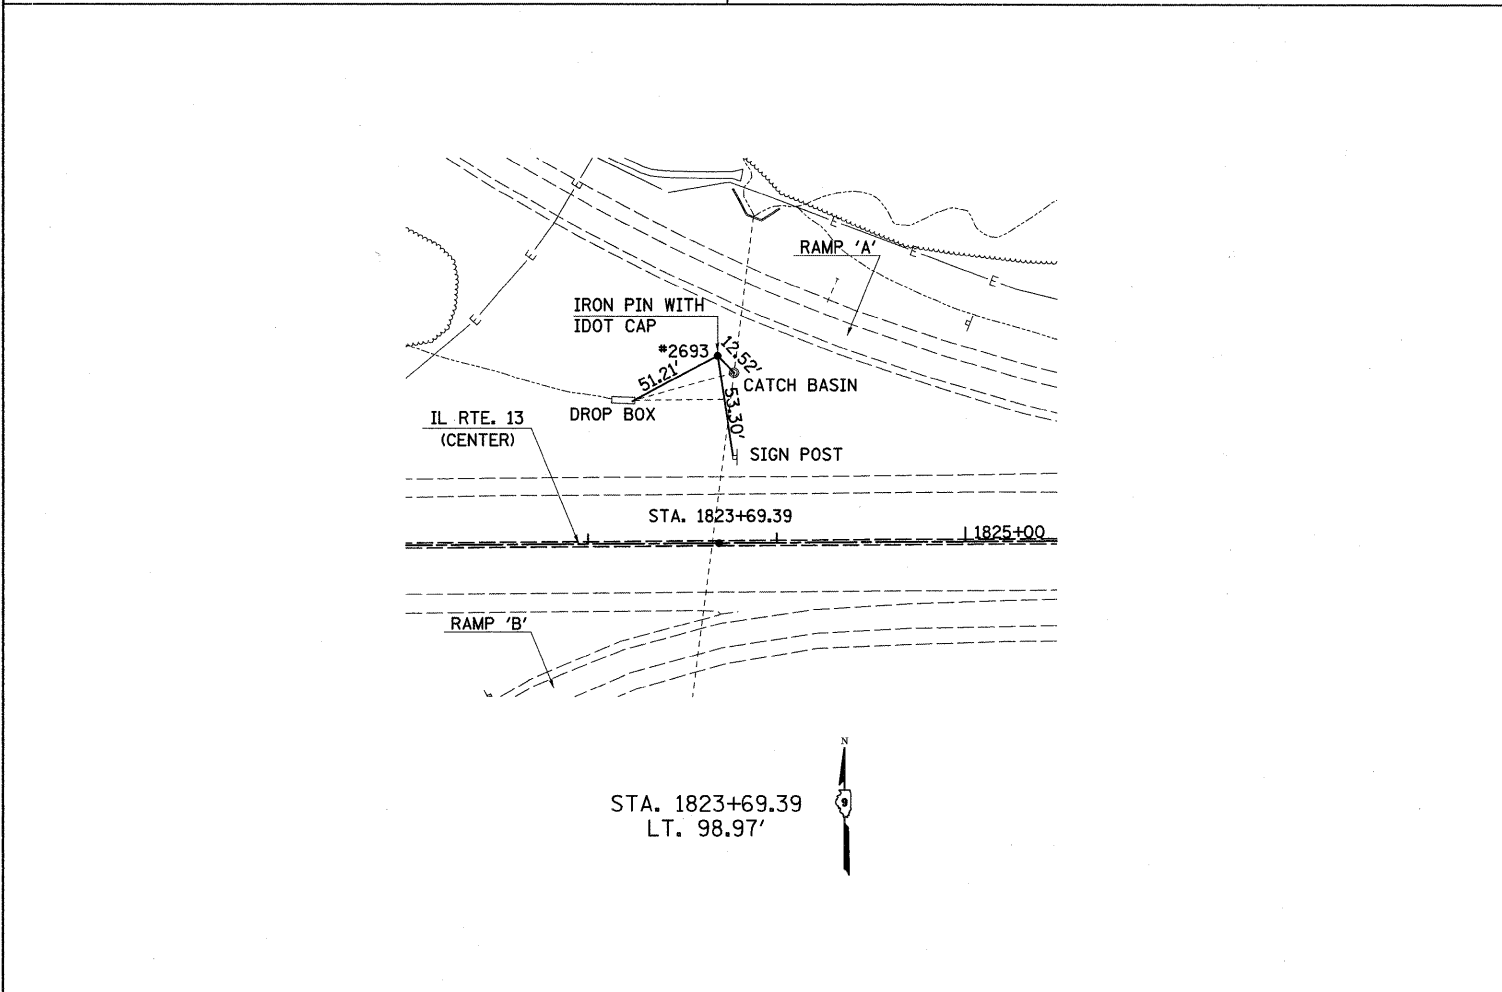 E
E
E
E
E
E
RAMP 'A'
IRON PIN WITH
IDOT CAP
#2693
12.52'
51.21'
CATCH BASIN
53.30'
DROP BOX
IL RTE. 13
(CENTER)
SIGN POST
STA. 1823+69.39
1825+00
RAMP 'B'
N
9
STA. 1823+69.39
LT. 98.97'